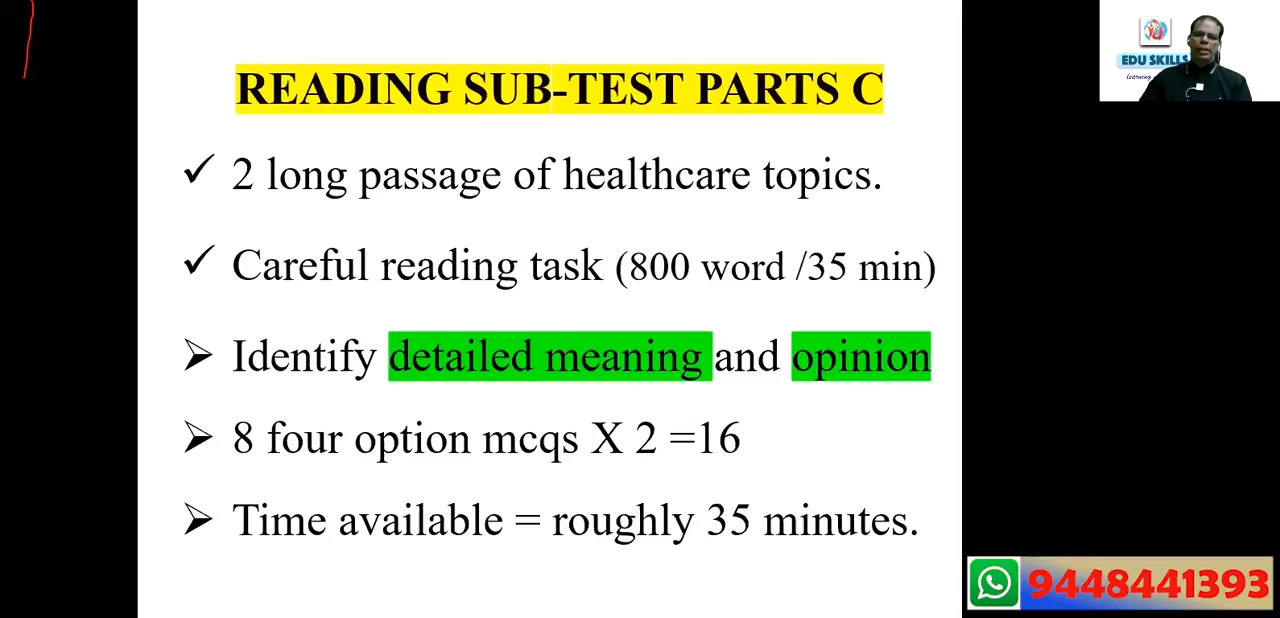 EDU SKILLS
READING SUB-TEST PARTS C
✓ 2 long passage of healthcare topics.
✓ Careful reading task (800 word /35 min)
➢ Identify detailed meaning and opinion
➢ 8 four option mcqs X 2 =16
➢ Time available = roughly 35 minutes.
9448441393